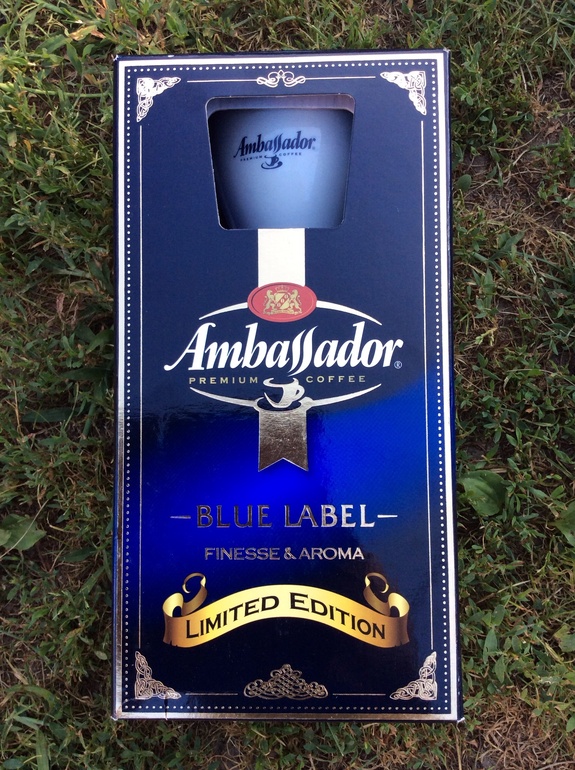 Ambassador
PREMIUM COFFEE
Ambassador®
PREMIUM COFFEE
BLUE LABEL
FINESSE & AROMA
LIMITED EDITION